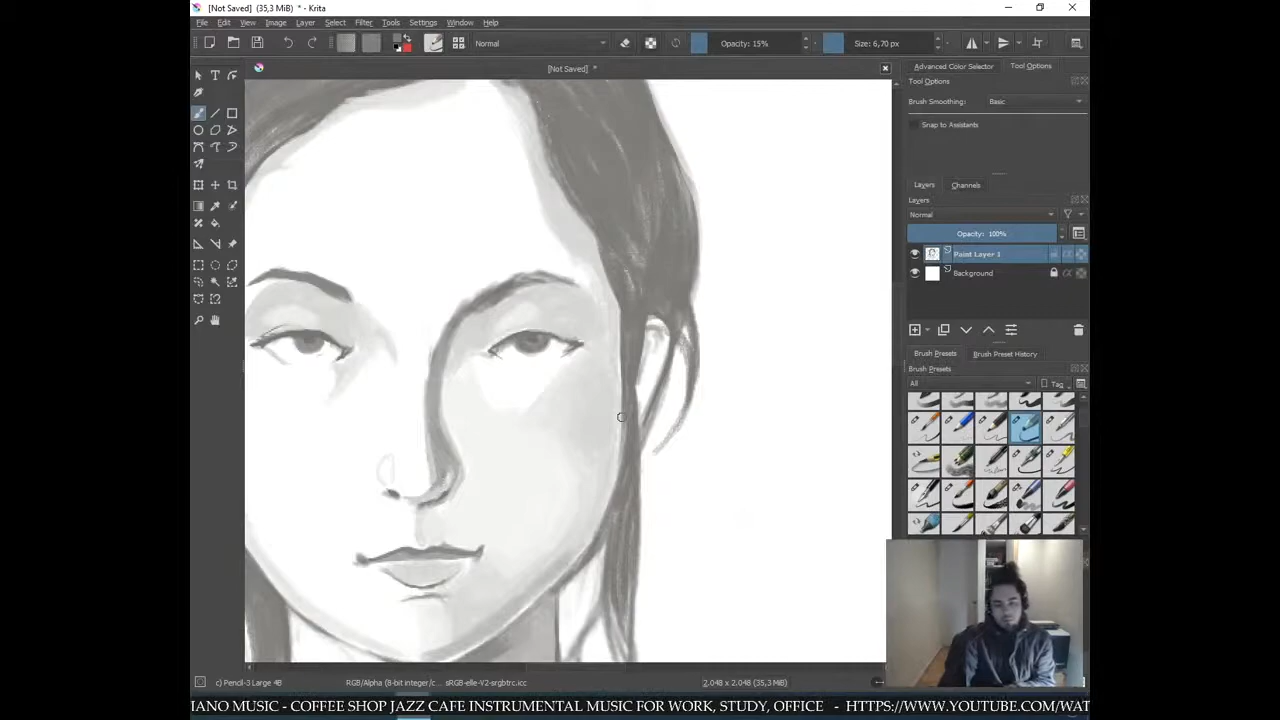 [Not Saved] (35,3 MiB) * - Krita
File Edit View Image Layer Select Filter Tools Settings Window Help
Normal
Opacity: 15%
Size: 6,70 px
[Not Saved] *
Advanced Color Selector
Tool Options
Tool Options
Brush Smoothing:
Basic
Snap to Assistants
Layers
Channels
Layers
Normal
Opacity: 100%
Paint Layer 1
Background
Brush Presets
Brush Preset History
Brush Presets
All
Tag
c) Pencil-3 Large 4B
RGB/Alpha (8-bit integer/c...
sRGB-elle-V2-srgbtrc.icc
2.048 x 2.048 (35,3 MiB)
IANO MUSIC - COFFEE SHOP JAZZ CAFE INSTRUMENTAL MUSIC FOR WORK, STUDY, OFFICE - HTTPS://WWW.YOUTUBE.COM/WAT